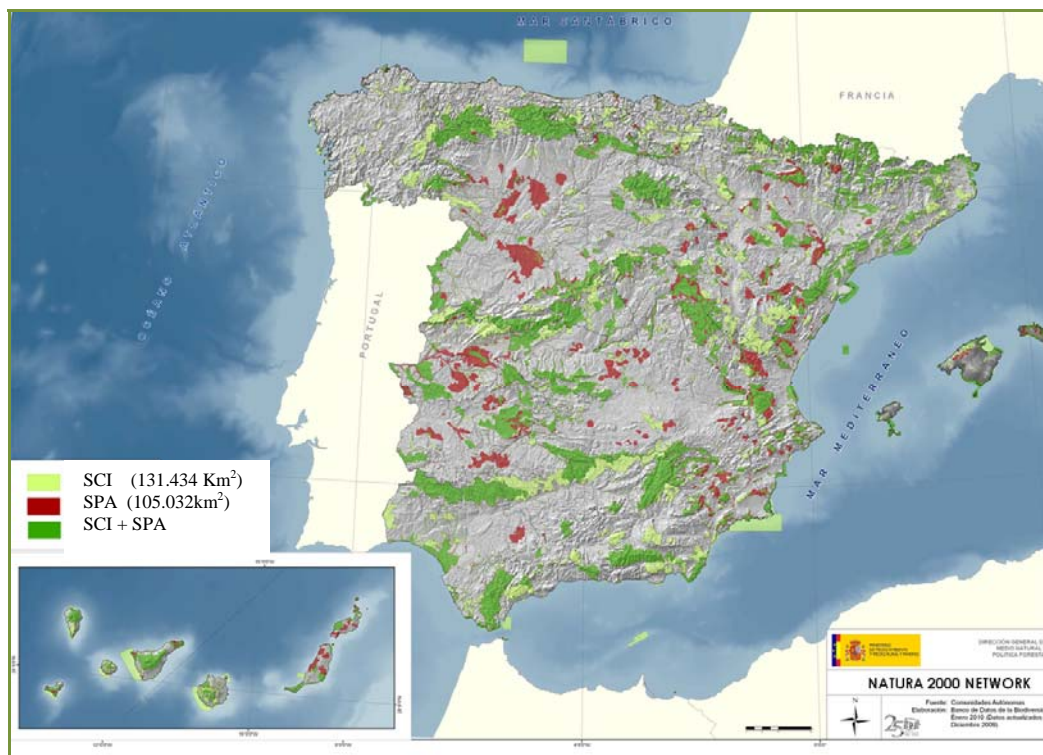 MAR CANTÁBRICO
FRANCIA
OCÉANO ATLÁNTICO
PORTUGAL
MAR MEDITERRANEO
SCI (131.434 Km²)
SPA (105.032km²)
SCI + SPA
DIRECCIÓN GENERAL DE
MEDIO NATURAL
POLÍTICA FORESTAL
NATURA 2000 NETWORK
N
Fuente: Comunidades Autónomas
Elaboración: Banco de Datos de la Biodiversidad
Enero 2010 (Datos actualizados
Diciembre 2009)
25